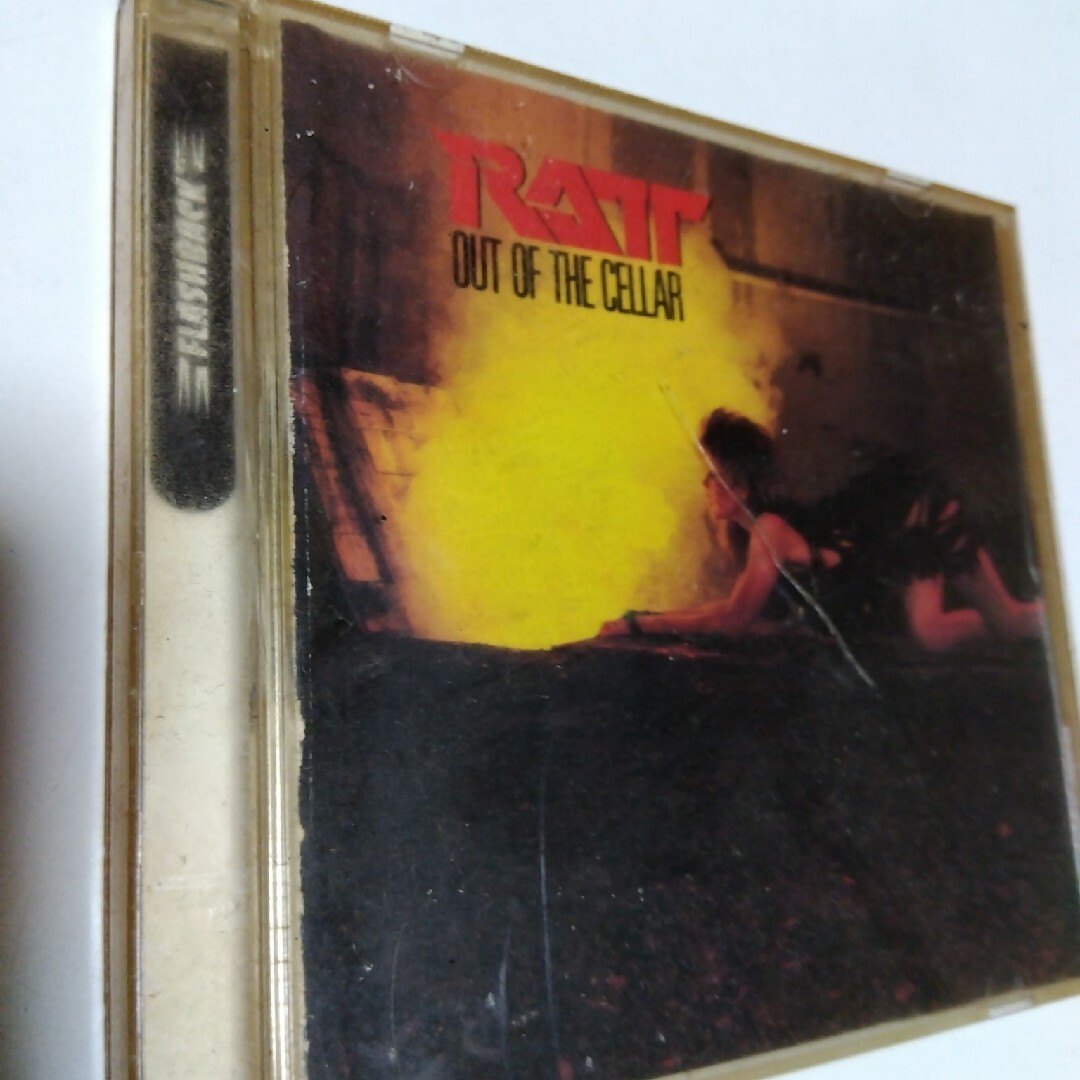 FLASHBACK
RATT
OUT OF THE CELLAR